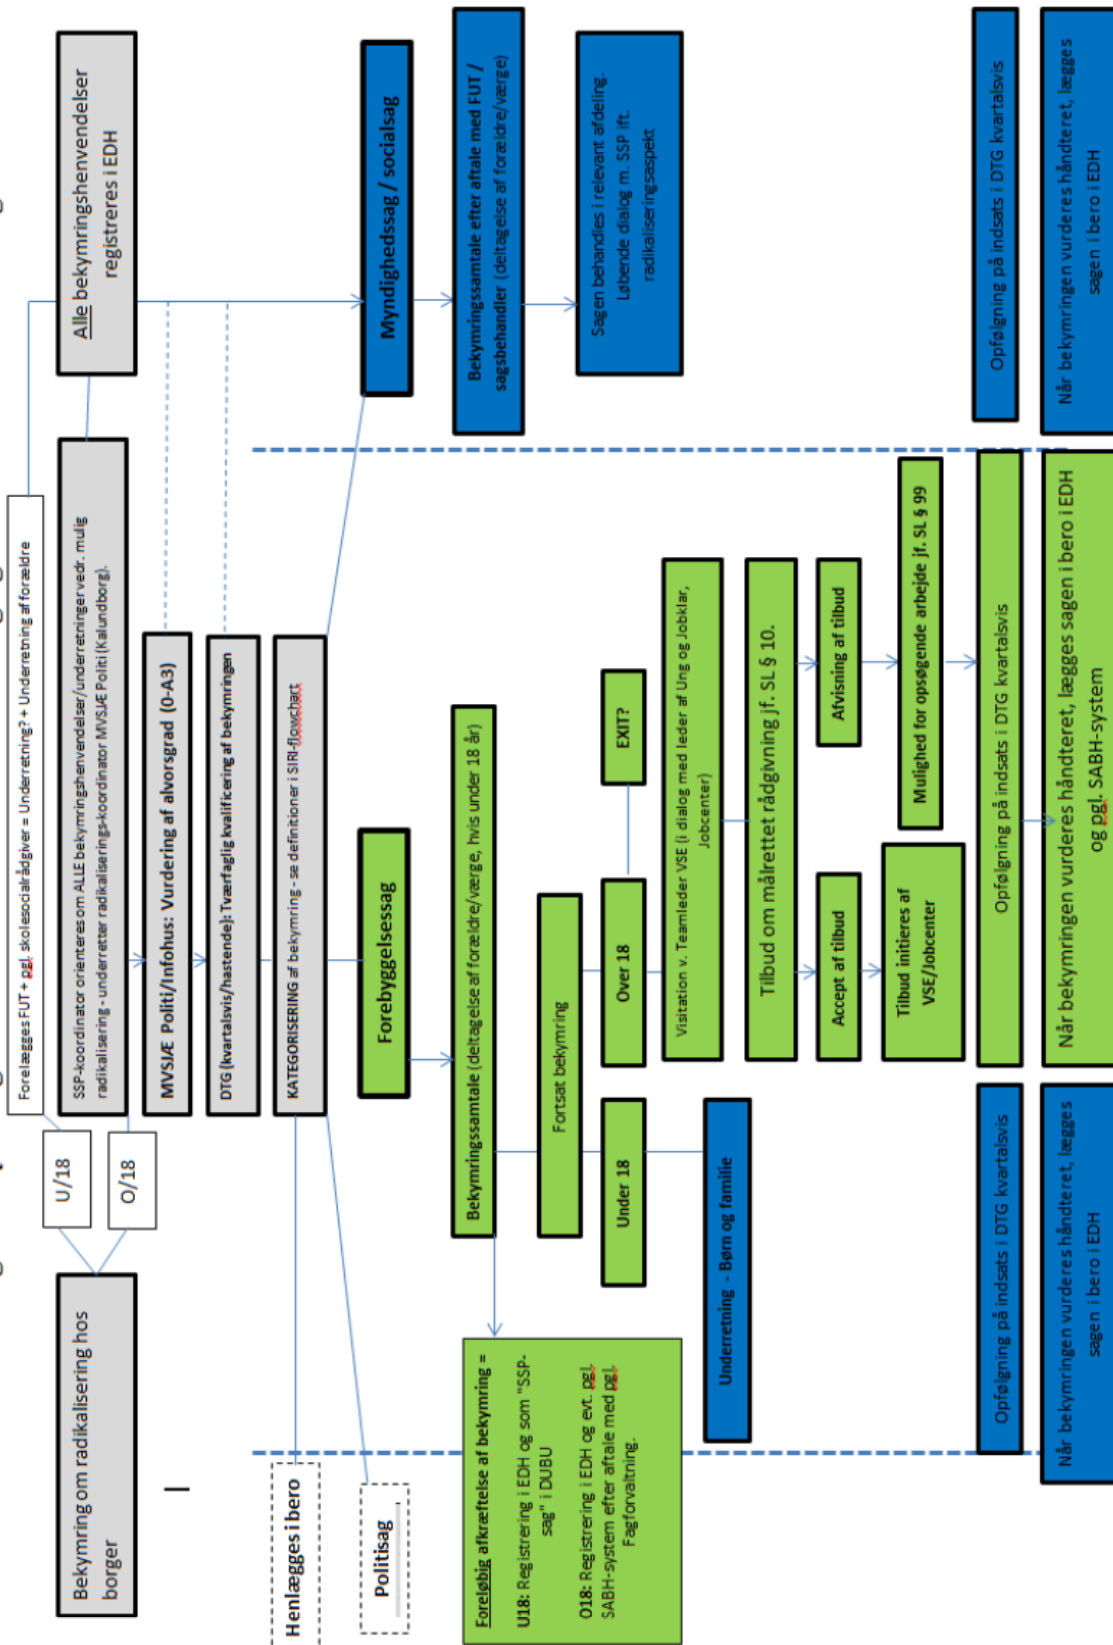 Bekymring om radikalisering hos
borger
U/18
O/18
Forelægges FUT + pgl. skolesocialrådgiver = Underretning? + Underretning af forældre
SSP-koordinator orienteres om ALLE bekymringshenvendelser/underretninger vedr. mulig
radikalisering - underretter radikaliserings-koordinator MVSJÆ Politi (Kalundborg).
Alle bekymringshenvendelser
registreres i EDH
MVSJÆ Politi/Infohus: Vurdering af alvorsgrad (0-A3)
DTG (kvartalsvis/hastende): Tværfaglig kvalificering af bekymringen
KATEGORISERING af bekymring - se definitioner i SIRI-flowchart
Henlægges i bero
Politisag
Forebyggelsessag
Myndighedssag / socialsag
Bekymringssamtale (deltagelse af forældre/værge, hvis under 18 år)
Bekymringssamtale efter aftale med FUT /
sagsbehandler (deltagelse af forældre/værge)
Foreløbig afkræftelse af bekymring =
U18: Registrering i EDH og som "SSP-
sag" i DUBU
O18: Registrering i EDH og evt. pgl.
SABH-system efter aftale med pgl.
Fagforvaltning.
Fortsat bekymring
Sagen behandles i relevant afdeling.
Løbende dialog m. SSP ift.
radikaliseringsaspekt
Under 18
Over 18
EXIT?
Visitation v. Teamleder VSE (i dialog med leder af Ung og Jobklar,
Jobcenter)
Underretning - Børn og familie
Tilbud om målrettet rådgivning jf. SL § 10.
Accept af tilbud
Afvisning af tilbud
Tilbud initieres af
VSE/Jobcenter
Mulighed for opsøgende arbejde jf. SL § 99
Opfølgning på indsats i DTG kvartalsvis
Opfølgning på indsats i DTG kvartalsvis
Opfølgning på indsats i DTG kvartalsvis
Når bekymringen vurderes håndteret, lægges
sagen i bero i EDH
Når bekymringen vurderes håndteret, lægges sagen i bero i EDH
og pgl. SABH-system
Når bekymringen vurderes håndteret, lægges
sagen i bero i EDH